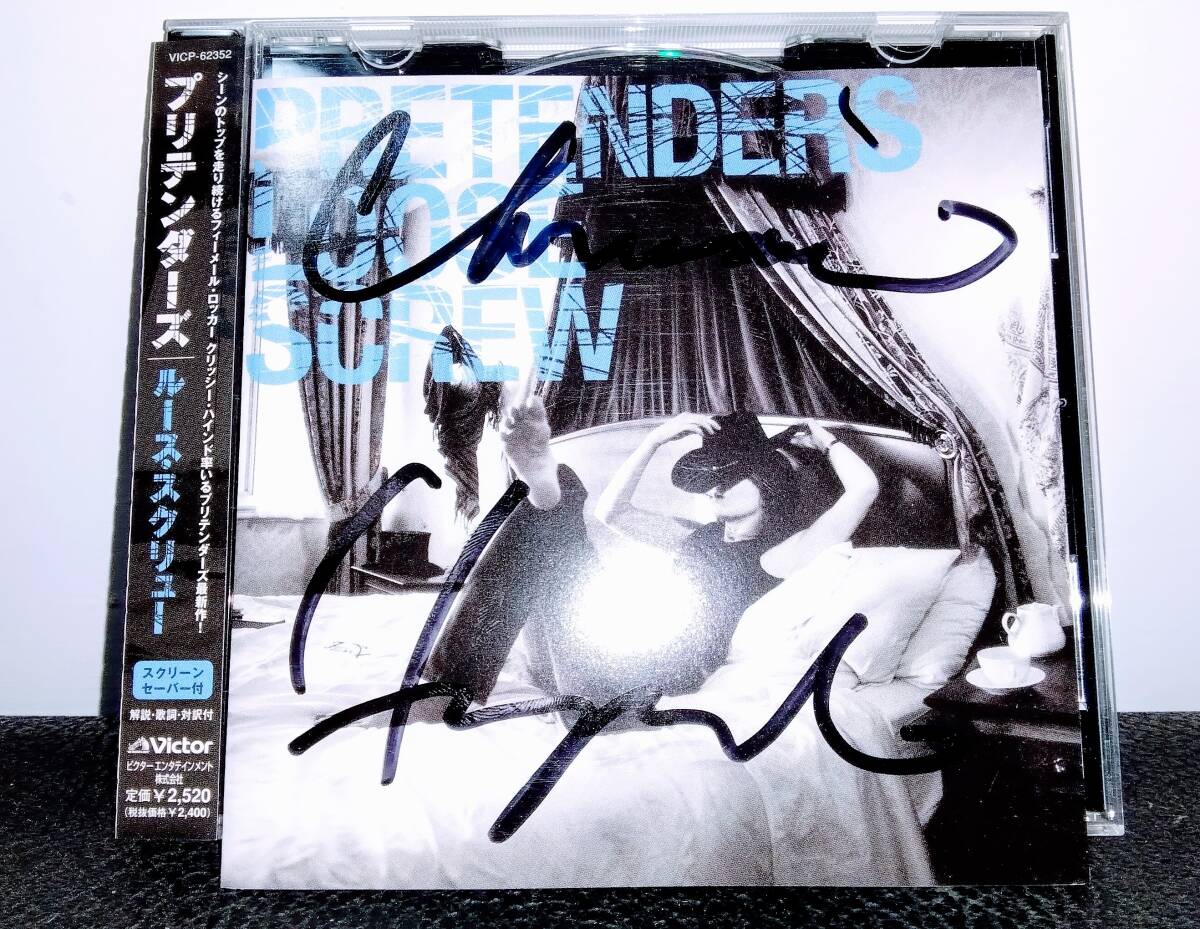 VICP-62352
プリテンダーズ
ルーススクリュー
シーンのトップを走り続けるフィーメール・ロッカー クリッシー・ハインド率いるプリテンダーズ最新作!
スクリーン
セーバー付
解説・歌詞・対訳付
Victor
ビクターエンタテインメント
株式会社
定価¥2,520
(税抜価格¥2,400)
PRETENDERS
LOOSE
SCREW